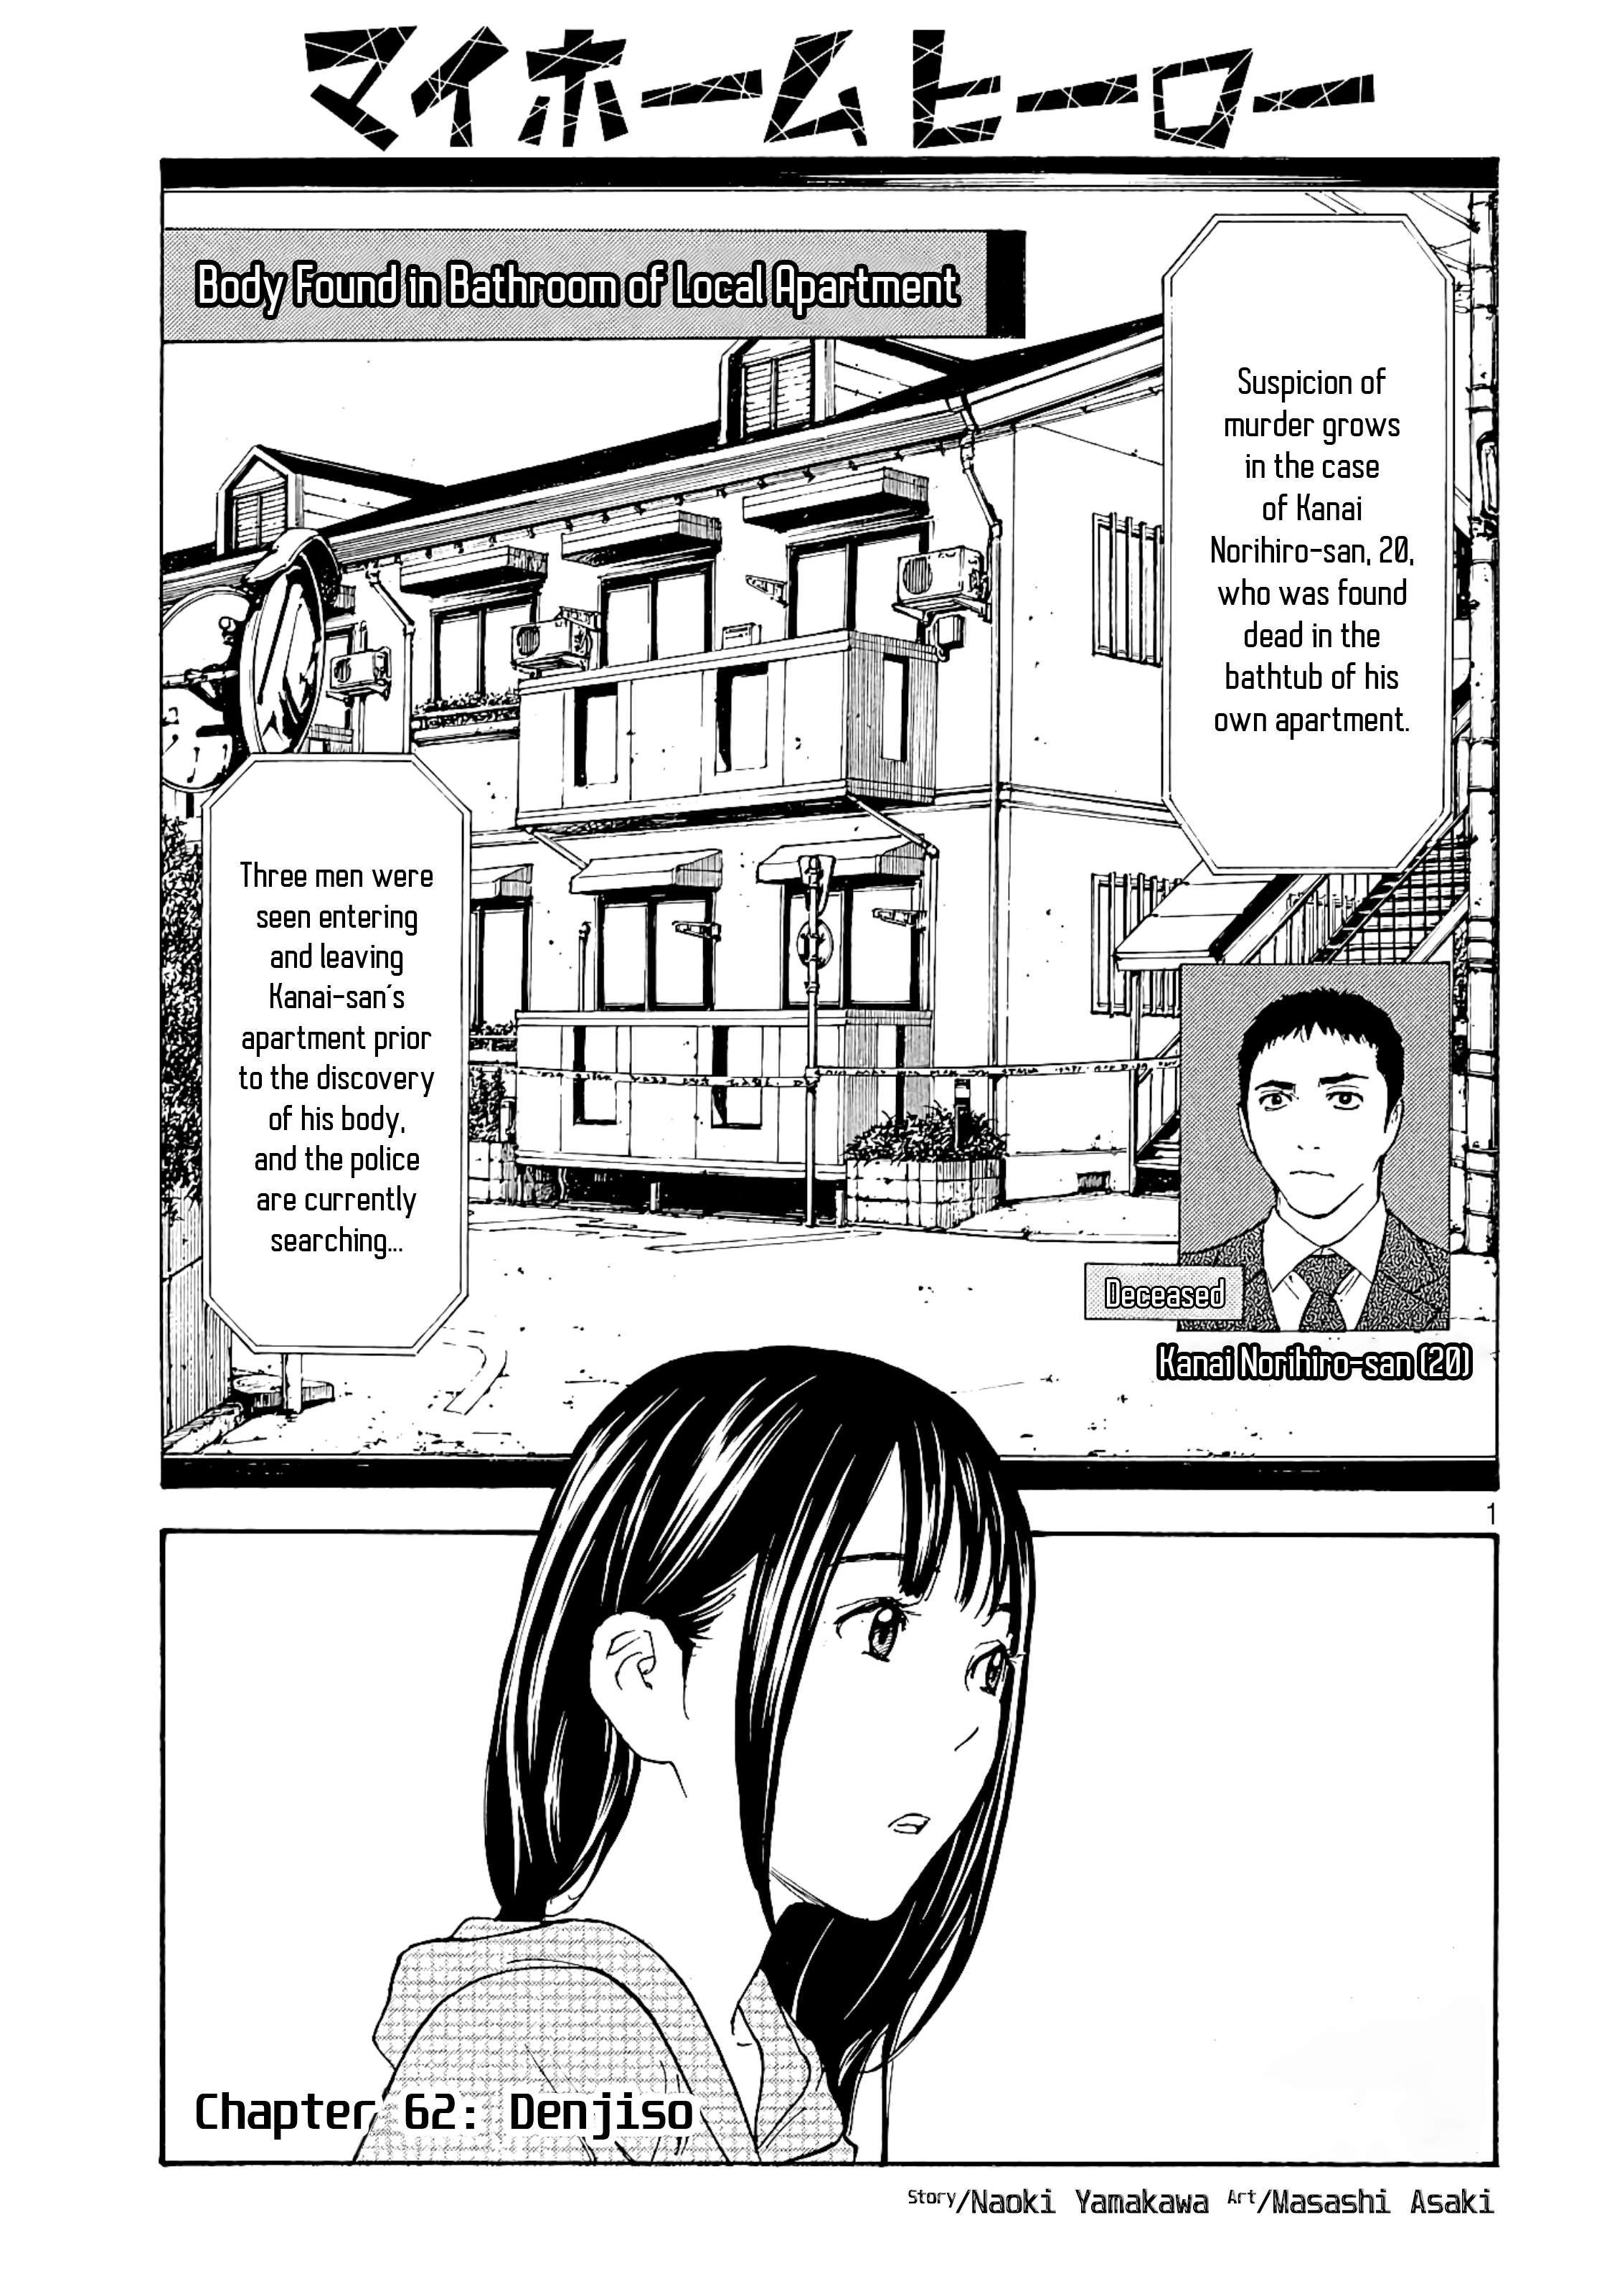 マイホームヒーロー
Body Found in Bathroom of Local Apartment
Suspicion of
murder grows
in the case
of Kanai
Norihiro-san, 20,
who was found
dead in the
bathtub of his
own apartment.
Three men were
seen entering
and leaving
Kanai-san's
apartment prior
to the discovery
of his body,
and the police
are currently
searching...
Deceased
Kanai Norihiro-san (20)
1
Chapter 62: Denjiso
Story/Naoki Yamakawa Art/Masashi Asaki